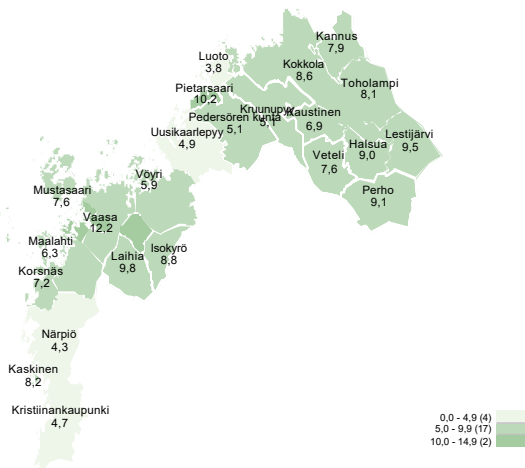 Kannus
7,9
Luoto
3,8
Kokkola
8,6
Toholampi
8,1
Pietarsaari
10,2
Kruunupyy
5,1
Kaustinen
6,9
Pedersören kunta
5,1
Uusikaarlepyy
4,9
Lestijärvi
9,5
Halsua
9,0
Veteli
7,6
Perho
9,1
Vöyri
5,9
Mustasaari
7,6
Vaasa
12,2
Maalahti
6,3
Isokyrö
8,8
Laihia
9,8
Korsnäs
7,2
Närpiö
4,3
Kaskinen
8,2
Kristiinankaupunki
4,7
0,0 - 4,9 (4)
5,0 - 9,9 (17)
10,0 - 14,9 (2)